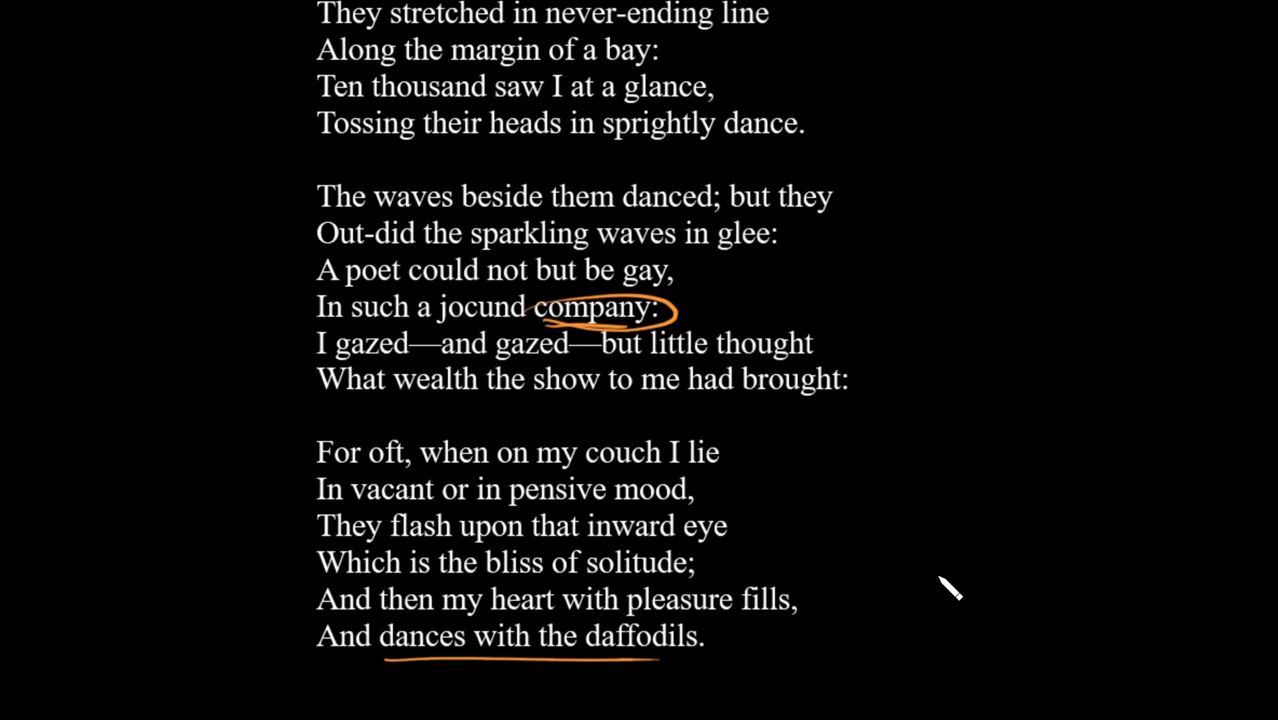 They stretched in never-ending line
Along the margin of a bay:
Ten thousand saw I at a glance,
Tossing their heads in sprightly dance.
The waves beside them danced; but they
Out-did the sparkling waves in glee:
A poet could not but be gay,
In such a jocund company:
I gazed—and gazed—but little thought
What wealth the show to me had brought:
For oft, when on my couch I lie
In vacant or in pensive mood,
They flash upon that inward eye
Which is the bliss of solitude;
And then my heart with pleasure fills,
And dances with the daffodils.